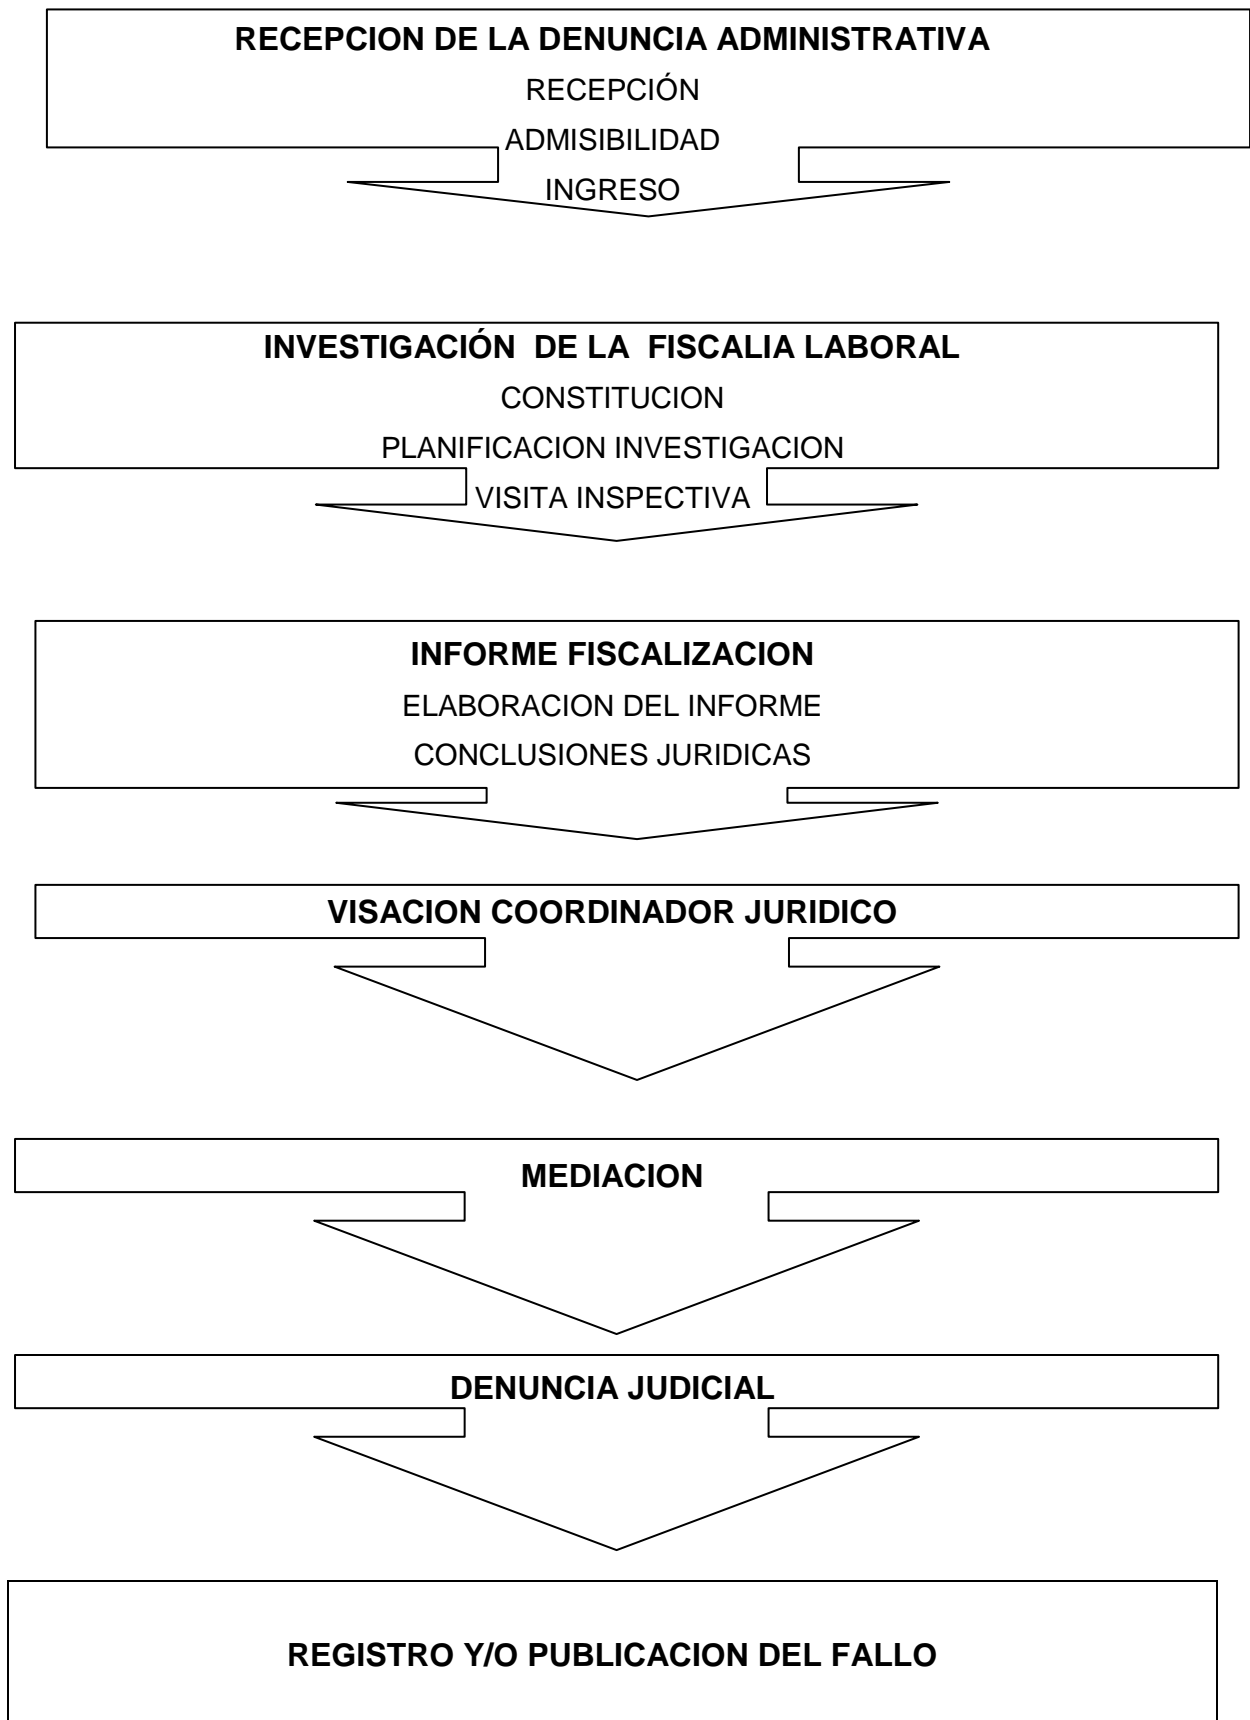 RECEPCION DE LA DENUNCIA ADMINISTRATIVA
RECEPCIÓN
ADMISIBILIDAD
INGRESO
INVESTIGACIÓN DE LA FISCALIA LABORAL
CONSTITUCION
PLANIFICACION INVESTIGACION
VISITA INSPECTIVA
INFORME FISCALIZACION
ELABORACION DEL INFORME
CONCLUSIONES JURIDICAS
VISACION COORDINADOR JURIDICO
MEDIACION
DENUNCIA JUDICIAL
REGISTRO Y/O PUBLICACION DEL FALLO